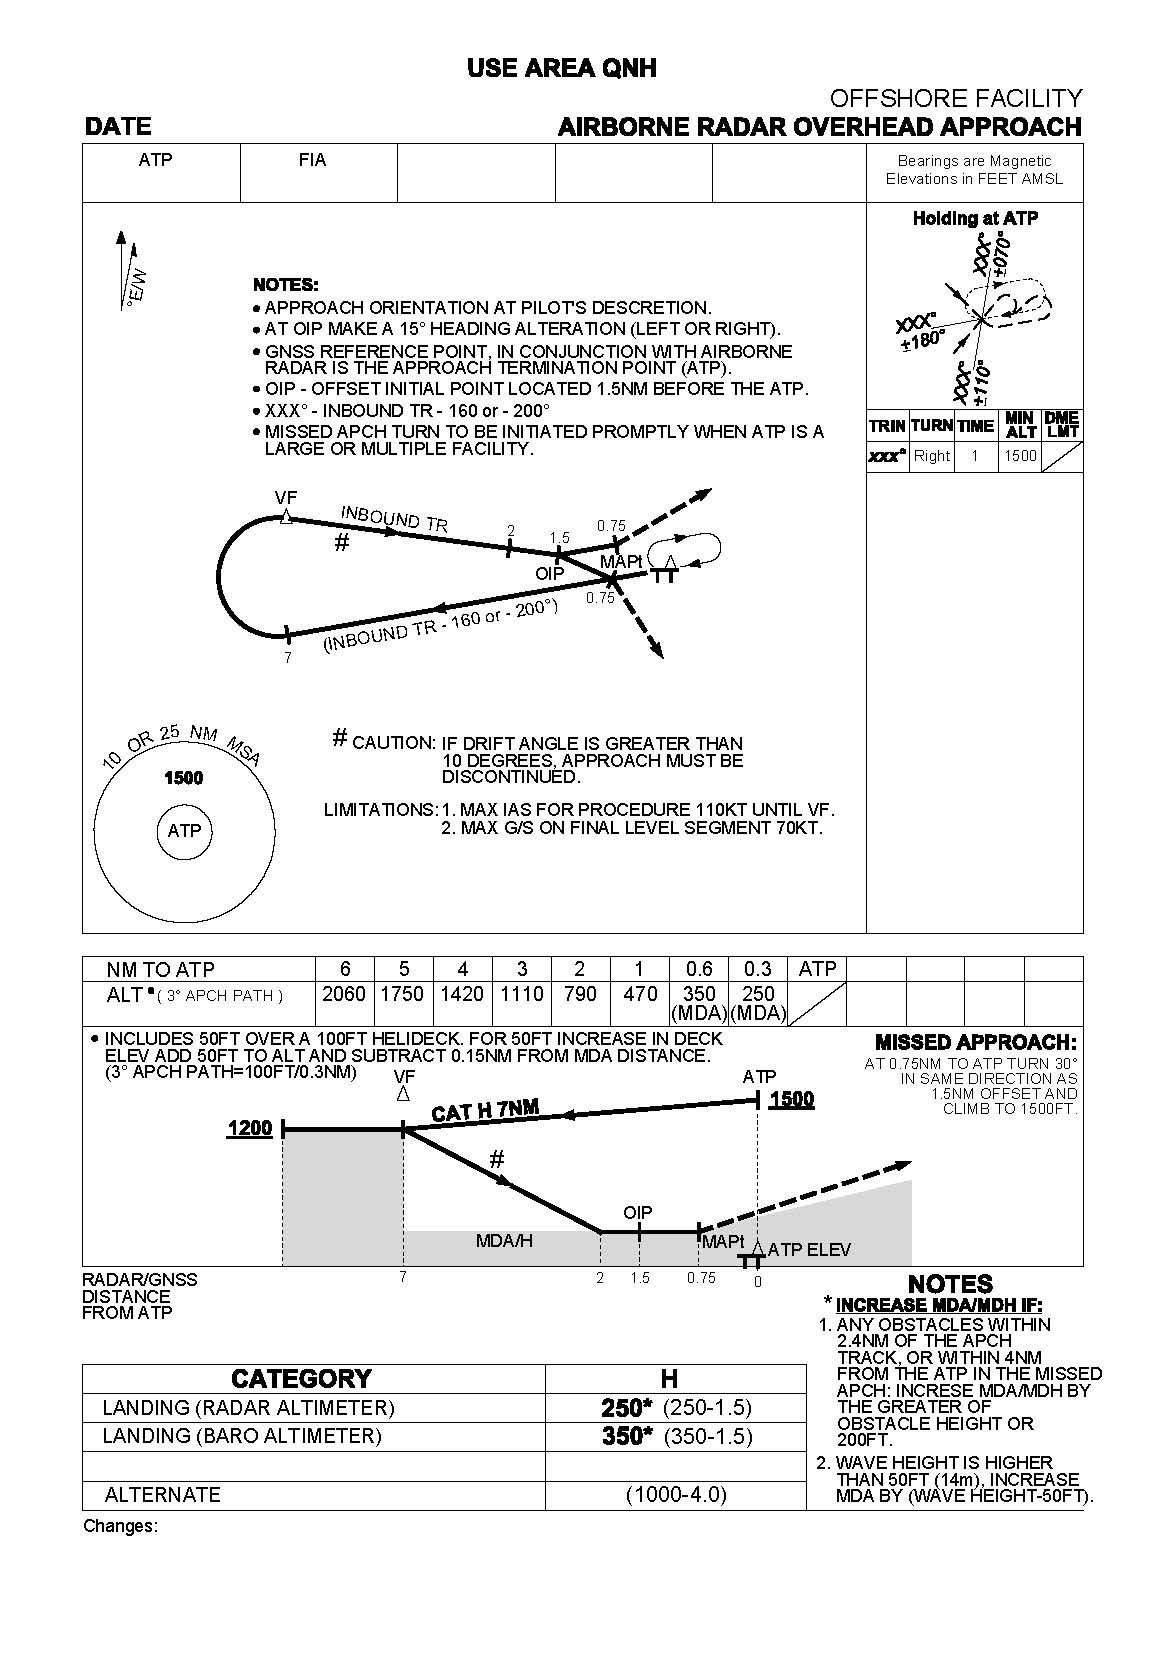 USE AREA QNH
OFFSHORE FACILITY
DATE
AIRBORNE RADAR OVERHEAD APPROACH
ATP
FIA
Bearings are Magnetic
Elevations in FEET AMSL
°E/W
NOTES:
• APPROACH ORIENTATION AT PILOT'S DESCRETION.
• AT OIP MAKE A 15° HEADING ALTERATION (LEFT OR RIGHT).
• GNSS REFERENCE POINT, IN CONJUNCTION WITH AIRBORNE
RADAR IS THE APPROACH TERMINATION POINT (ATP).
• OIP - OFFSET INITIAL POINT LOCATED 1.5NM BEFORE THE ATP.
• XXX° - INBOUND TR - 160 or - 200°
• MISSED APCH TURN TO BE INITIATED PROMPTLY WHEN ATP IS A
LARGE OR MULTIPLE FACILITY.
Holding at ATP
XXX°
±070°
XXX°
±180°
XXX°
±110°
TRIN TURN TIME MIN ALT DME LMT
XXX° Right 1 1500
VF
INBOUND TR
#
2
1.5
0.75
OIP
MAPt
0.75
(INBOUND TR - 160 or - 200°)
7
10 OR 25 NM MSA
1500
ATP
# CAUTION: IF DRIFT ANGLE IS GREATER THAN
10 DEGREES, APPROACH MUST BE
DISCONTINUED.
LIMITATIONS: 1. MAX IAS FOR PROCEDURE 110KT UNTIL VF.
2. MAX G/S ON FINAL LEVEL SEGMENT 70KT.
NM TO ATP 6 5 4 3 2 1 0.6 0.3 ATP
ALT• ( 3° APCH PATH ) 2060 1750 1420 1110 790 470 350 250
(MDA) (MDA)
• INCLUDES 50FT OVER A 100FT HELIDECK. FOR 50FT INCREASE IN DECK
ELEV ADD 50FT TO ALT AND SUBTRACT 0.15NM FROM MDA DISTANCE.
(3° APCH PATH=100FT/0.3NM)
MISSED APPROACH:
AT 0.75NM TO ATP TURN 30°
IN SAME DIRECTION AS
1.5NM OFFSET AND
CLIMB TO 1500FT.
VF
ATP
CAT H 7NM
1500
1200
#
OIP
MDA/H
MAPt
ATP ELEV
RADAR/GNSS
DISTANCE
FROM ATP
7 2 1.5 0.75 0
NOTES
* INCREASE MDA/MDH IF:
1. ANY OBSTACLES WITHIN
2.4NM OF THE APCH
TRACK, OR WITHIN 4NM
FROM THE ATP IN THE MISSED
APCH: INCRESE MDA/MDH BY
THE GREATER OF
OBSTACLE HEIGHT OR
200FT.
2. WAVE HEIGHT IS HIGHER
THAN 50FT (14m), INCREASE
MDA BY (WAVE HEIGHT-50FT).
CATEGORY H
LANDING (RADAR ALTIMETER) 250* (250-1.5)
LANDING (BARO ALTIMETER) 350* (350-1.5)
ALTERNATE (1000-4.0)
Changes: